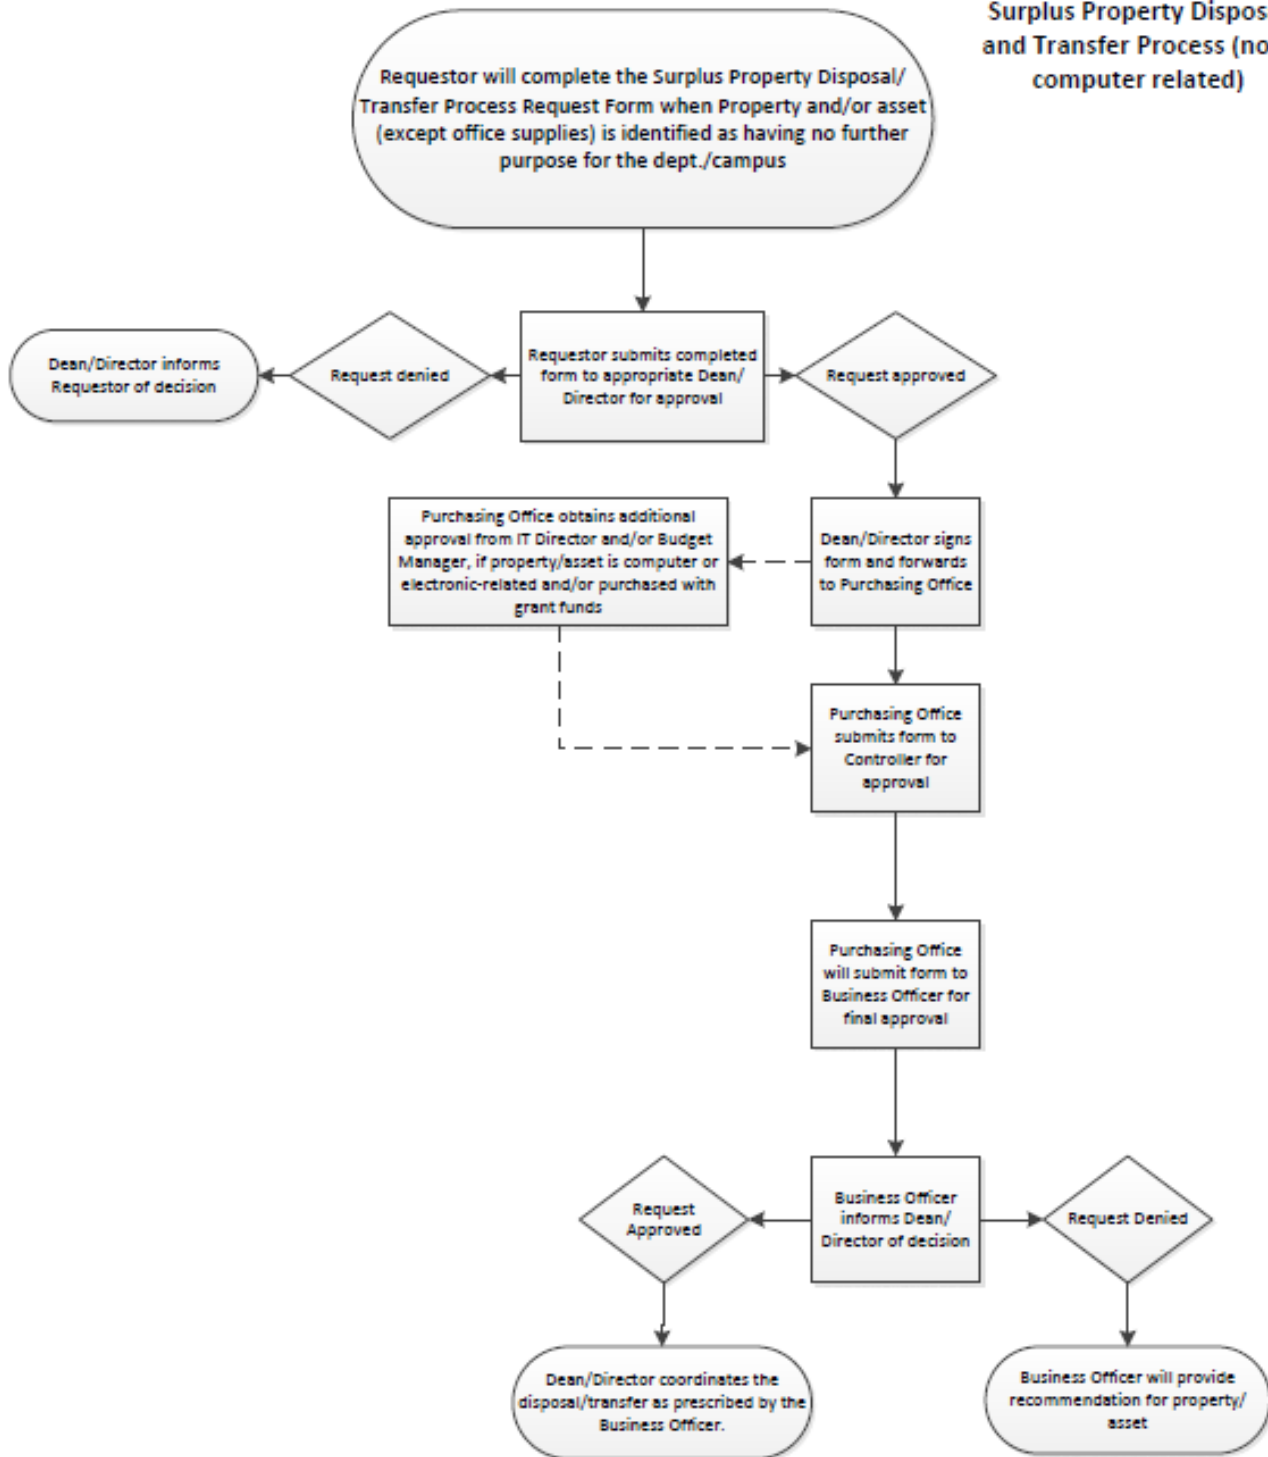 Surplus Property Dispos
and Transfer Process (no
computer related)
Requestor will complete the Surplus Property Disposal/
Transfer Process Request Form when Property and/or asset
(except office supplies) is identified as having no further
purpose for the dept./campus
Dean/Director informs
Requestor of decision
Request denied
Requestor submits completed
form to appropriate Dean/
Director for approval
Request approved
Purchasing Office obtains additional
approval from IT Director and/or Budget
Manager, if property/asset is computer or
electronic-related and/or purchased with
grant funds
Dean/Director signs
form and forwards
to Purchasing Office
Purchasing Office
submits form to
Controller for
approval
Purchasing Office
will submit form to
Business Officer for
final approval
Request
Approved
Business Officer
informs Dean/
Director of decision
Request Denied
Dean/Director coordinates the
disposal/transfer as prescribed by the
Business Officer.
Business Officer will provide
recommendation for property/
asset